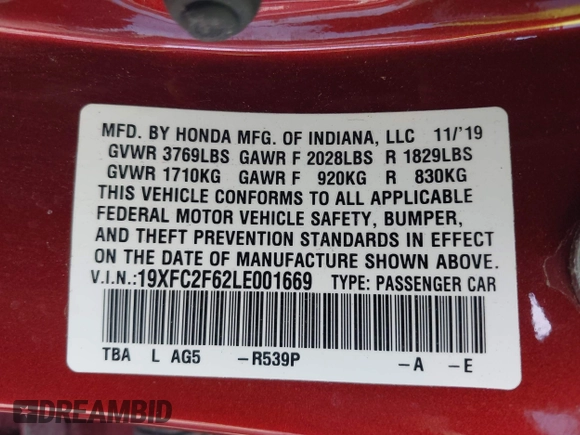 MFD. BY HONDA MFG. OF INDIANA, LLC 11/'19
GVWR 3769LBS GAWR F 2028LBS R 1829LBS
GVWR 1710KG GAWR F 920KG R 830KG
THIS VEHICLE CONFORMS TO ALL APPLICABLE
FEDERAL MOTOR VEHICLE SAFETY, BUMPER,
AND THEFT PREVENTION STANDARDS IN EFFECT
ON THE DATE OF MANUFACTURE SHOWN ABOVE.
V.I.N.:19XFC2F62LE001669 TYPE: PASSENGER CAR
TBA L AG5 –R539P –A –E
DREAMBID